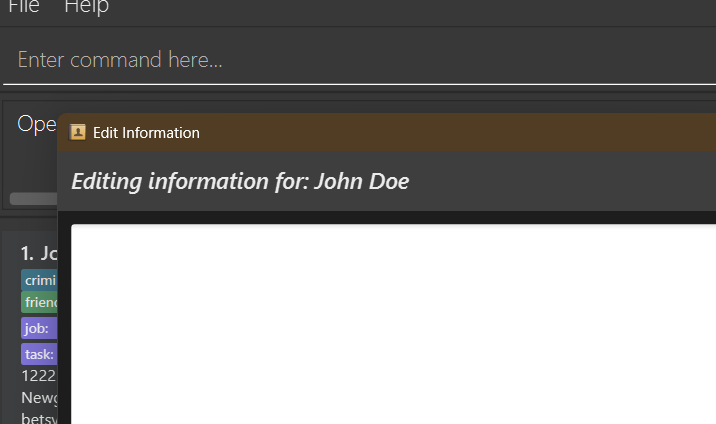 File Help
Enter command here...
Ope
Edit Information
Editing information for: John Doe
1. Jo
crimi
friend
job:
task:
1222
Newg
betsy